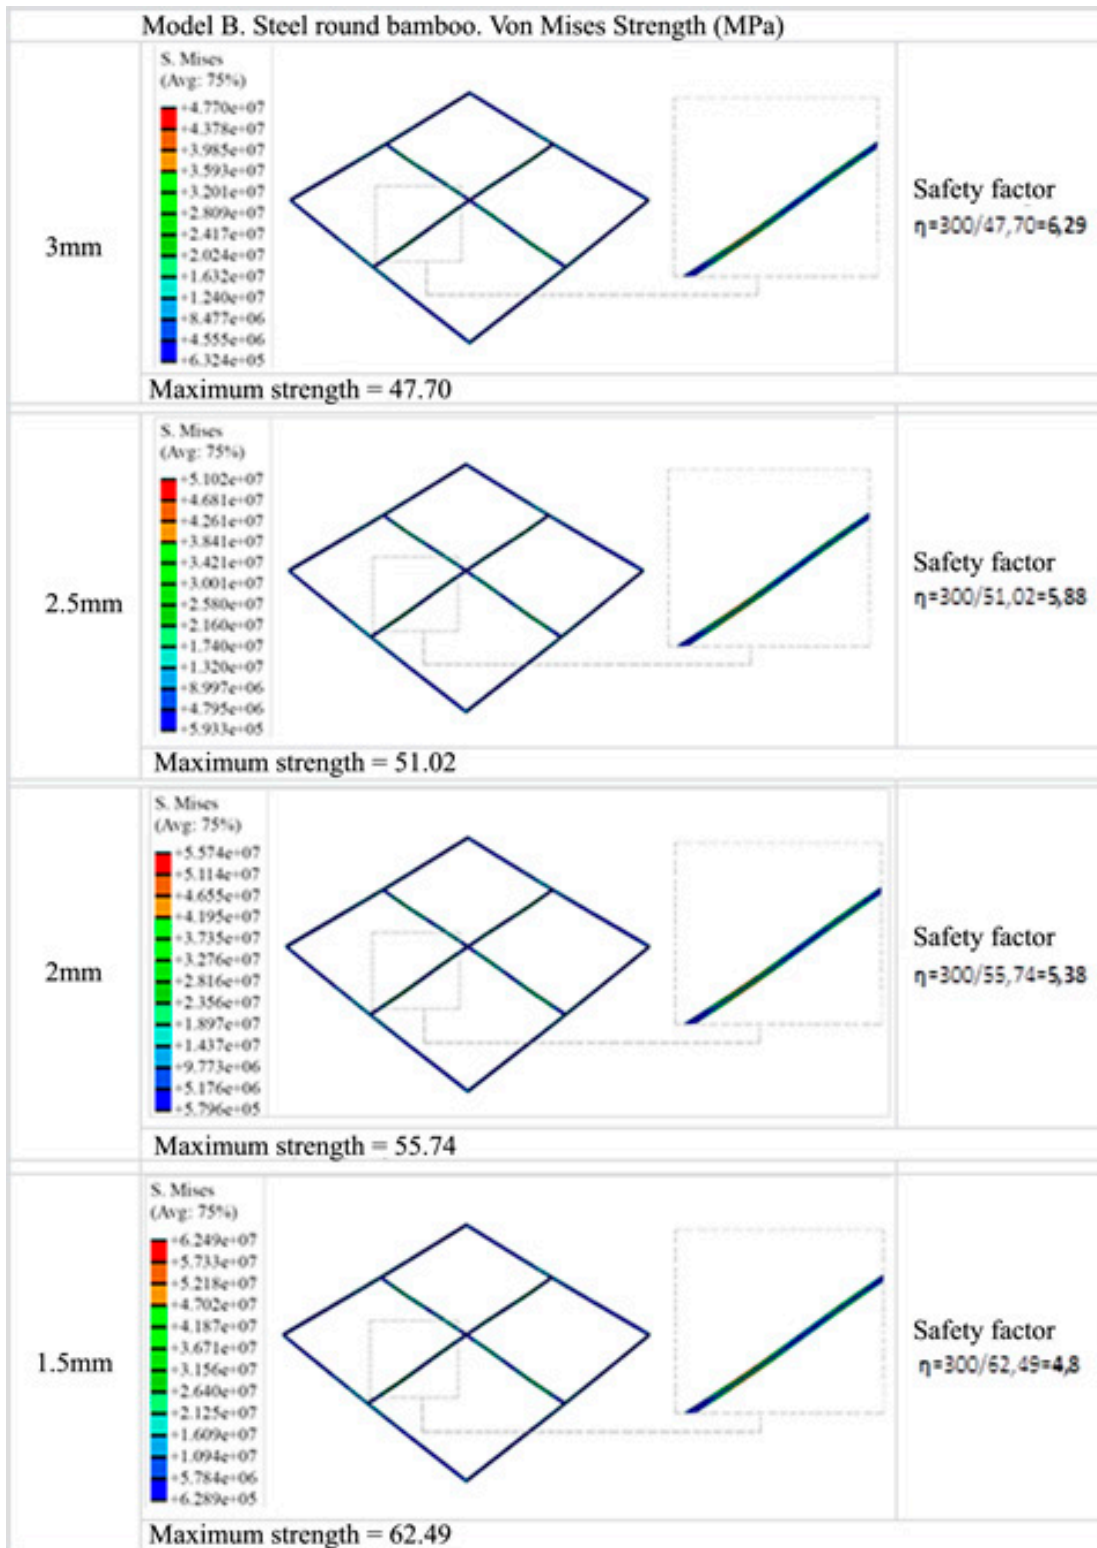 Model B. Steel round bamboo. Von Mises Strength (MPa)
3mm
S. Mises
(Avg: 75%)
+4.770e+07
+4.378e+07
+3.985e+07
+3.593e+07
+3.201e+07
+2.809e+07
+2.417e+07
+2.024e+07
+1.632e+07
+1.240e+07
+8.477e+06
+4.555e+06
+6.324e+05
Safety factor
η=300/47,70=6,29
Maximum strength = 47.70
2.5mm
S. Mises
(Avg: 75%)
+5.102e+07
+4.681e+07
+4.261e+07
+3.841e+07
+3.421e+07
+3.001e+07
+2.580e+07
+2.160e+07
+1.740e+07
+1.320e+07
+8.997e+06
+4.795e+06
+5.933e+05
Safety factor
η=300/51,02=5,88
Maximum strength = 51.02
2mm
S. Mises
(Avg: 75%)
+5.574e+07
+5.114e+07
+4.655e+07
+4.195e+07
+3.735e+07
+3.276e+07
+2.816e+07
+2.356e+07
+1.897e+07
+1.437e+07
+9.773e+06
+5.176e+06
+5.796e+05
Safety factor
η=300/55,74=5,38
Maximum strength = 55.74
1.5mm
S. Mises
(Avg: 75%)
+6.249e+07
+5.733e+07
+5.218e+07
+4.702e+07
+4.187e+07
+3.671e+07
+3.156e+07
+2.640e+07
+2.125e+07
+1.609e+07
+1.094e+07
+5.784e+06
+6.289e+05
Safety factor
η=300/62,49=4,8
Maximum strength = 62.49